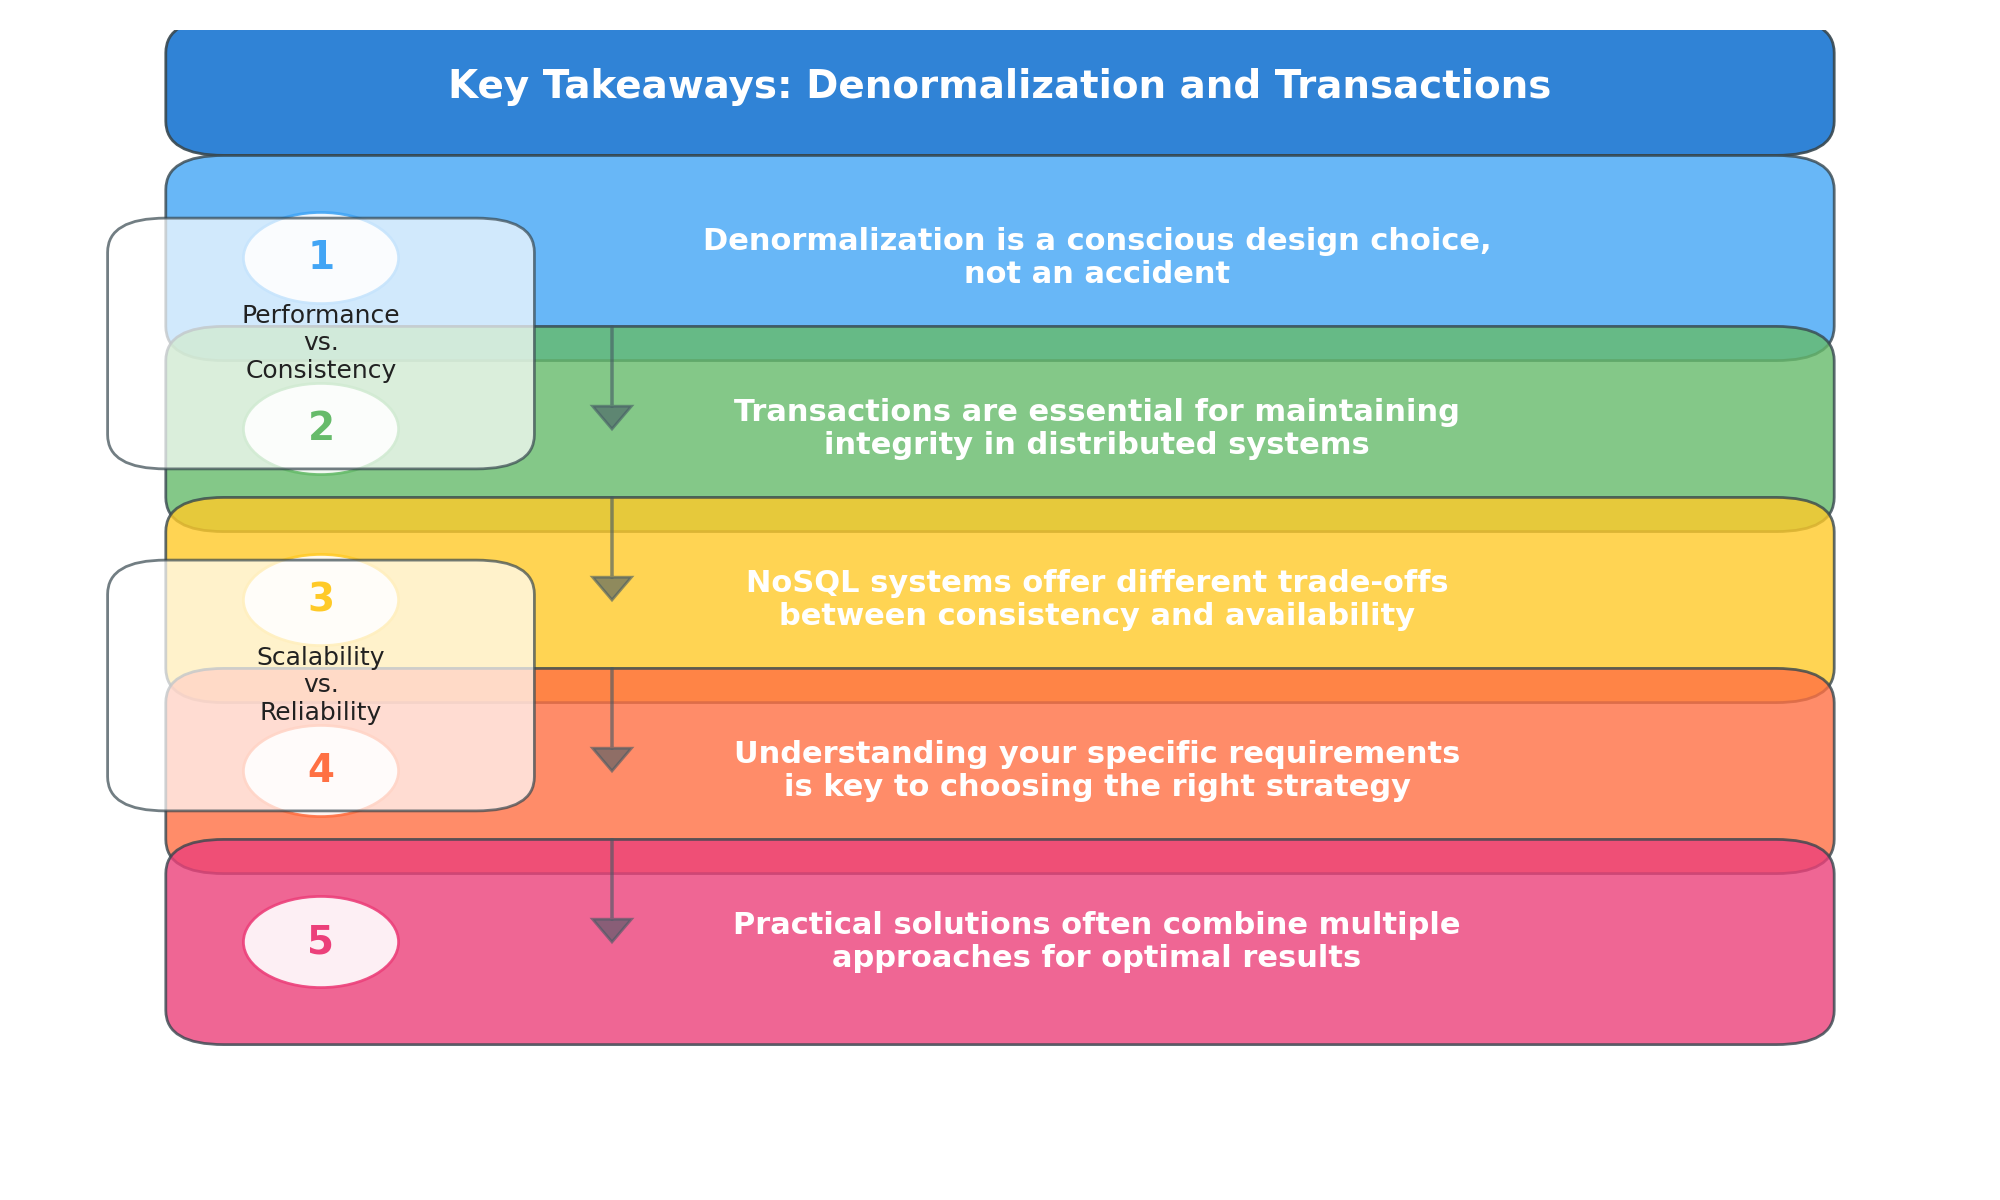 Key Takeaways: Denormalization and Transactions
1
Denormalization is a conscious design choice,
not an accident
Performance
vs.
Consistency
2
Transactions are essential for maintaining
integrity in distributed systems
3
NoSQL systems offer different trade-offs
between consistency and availability
Scalability
vs.
Reliability
4
Understanding your specific requirements
is key to choosing the right strategy
5
Practical solutions often combine multiple
approaches for optimal results